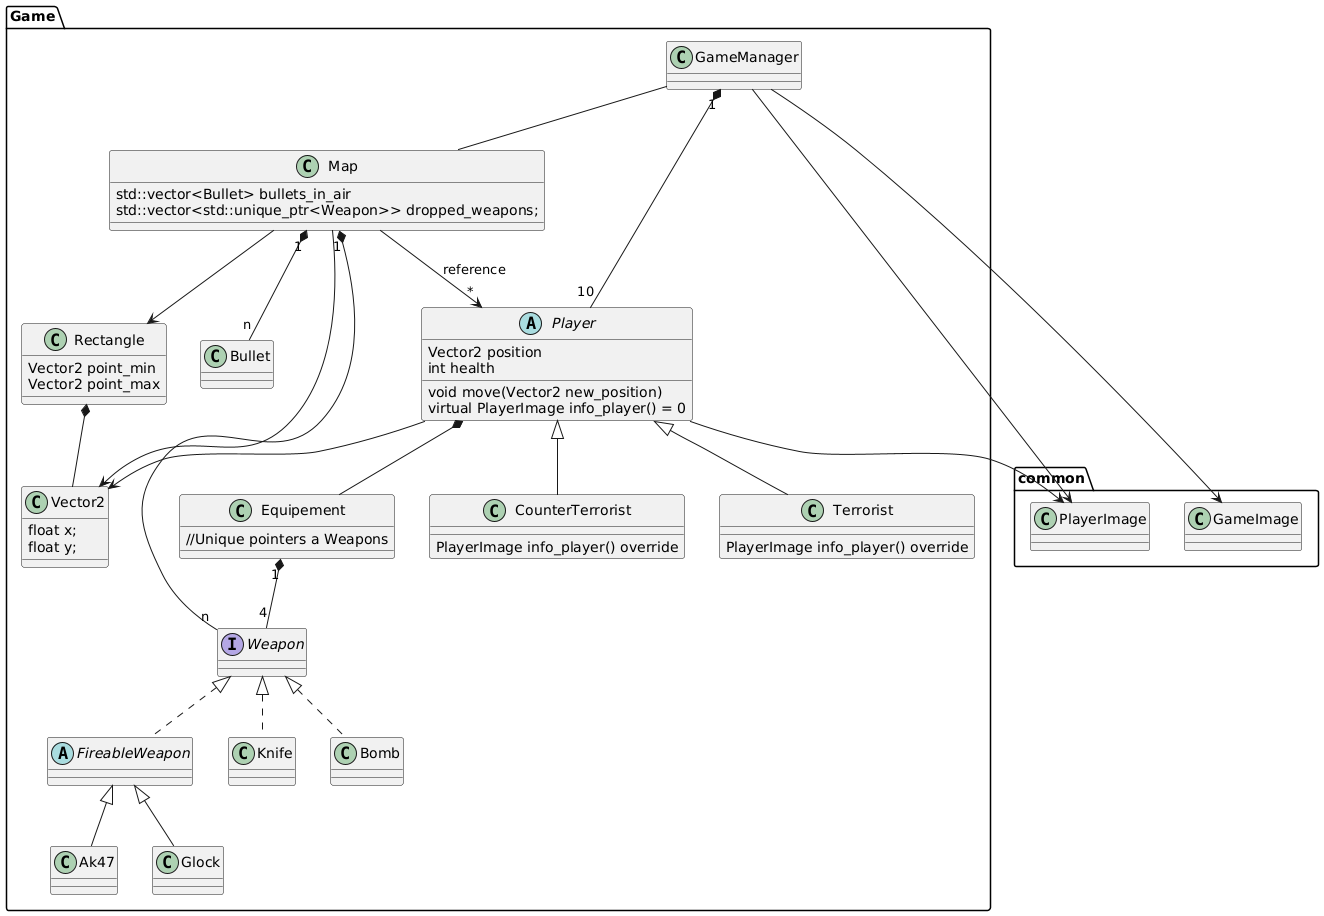 Game
C GameManager
1
C Map
std::vector<Bullet> bullets_in_air
std::vector<std::unique_ptr<Weapon>> dropped_weapons;
1
1
reference
*
10
n
C Rectangle
Vector2 point_min
Vector2 point_max
C Bullet
A Player
Vector2 position
int health
void move(Vector2 new_position)
virtual PlayerImage info_player() = 0
common
C Vector2
float x;
float y;
C Equipement
//Unique pointers a Weapons
C CounterTerrorist
PlayerImage info_player() override
C Terrorist
PlayerImage info_player() override
C PlayerImage
C GameImage
1
4
n
I Weapon
A FireableWeapon
C Knife
C Bomb
C Ak47
C Glock